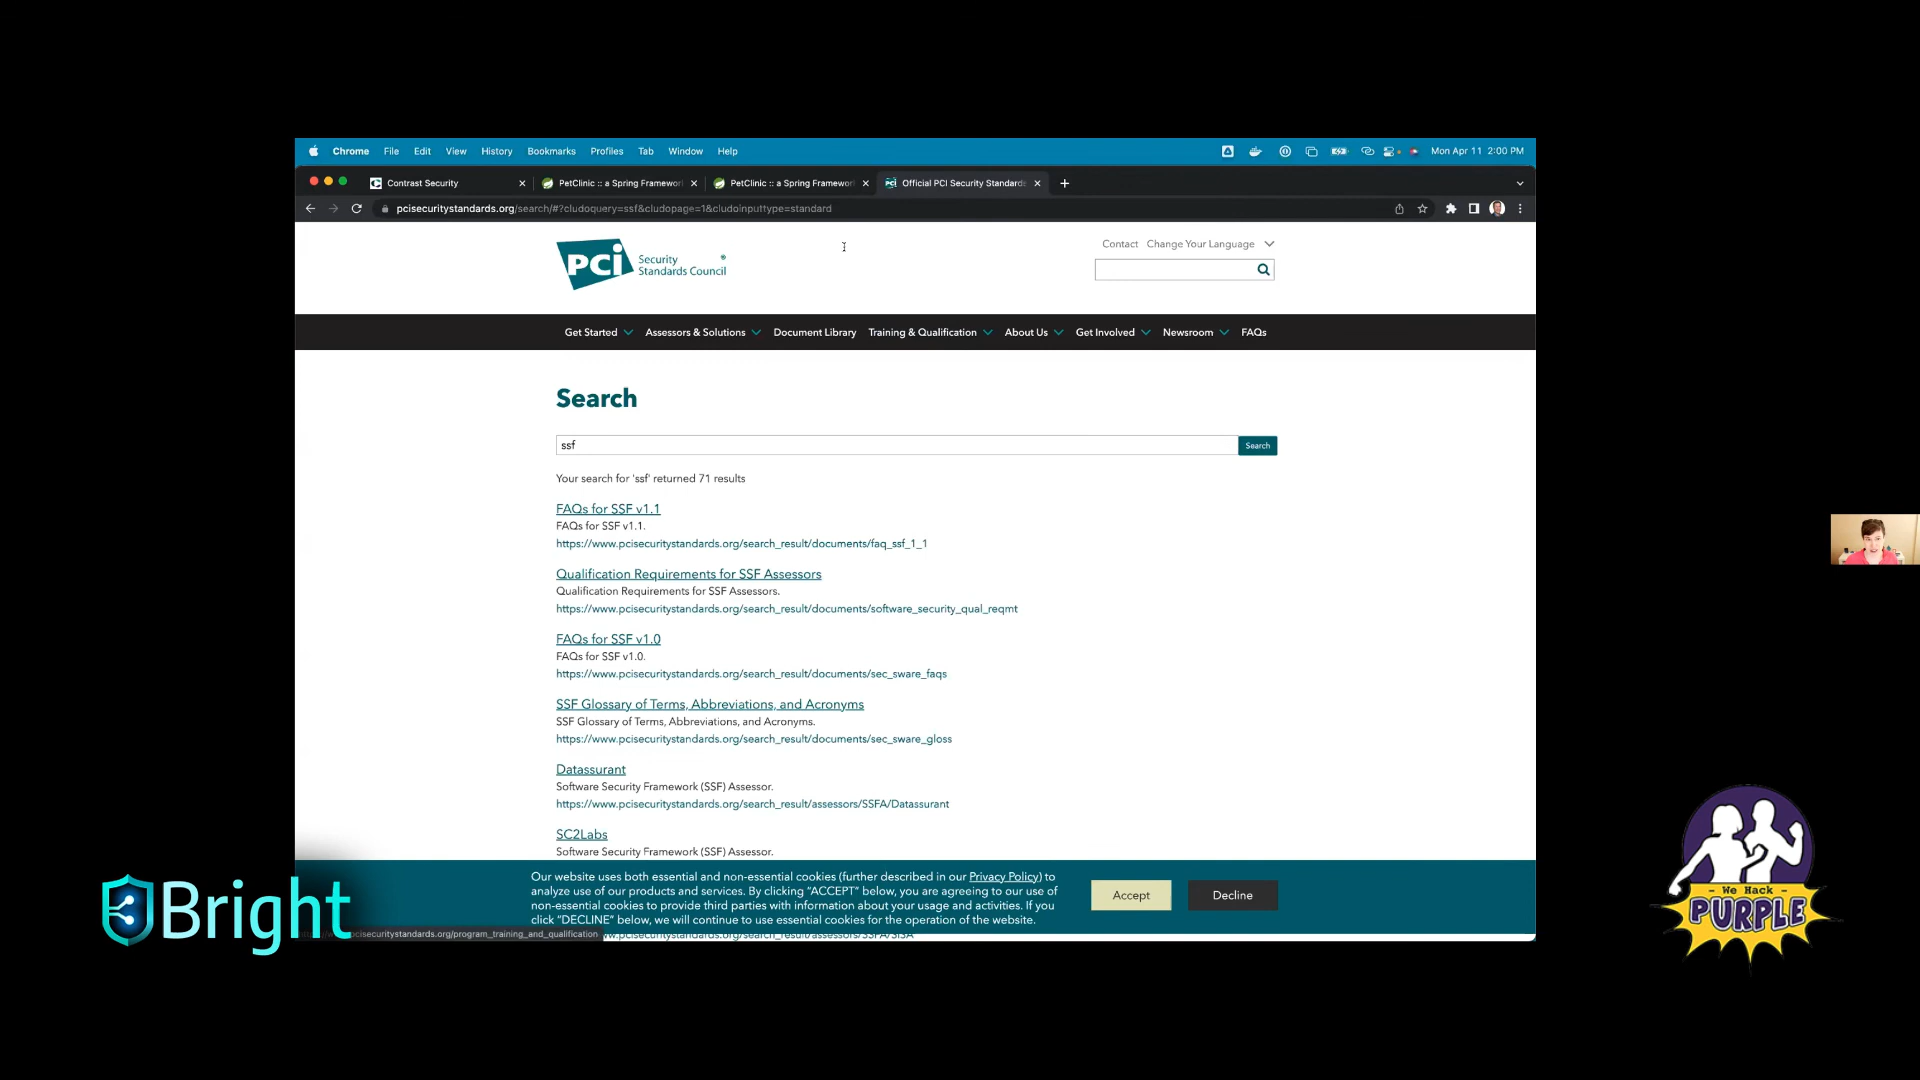 Chrome File Edit View History Bookmarks Profiles Tab Window Help Mon Apr 11 2:00 PM
Contrast Security PetClinic :: a Spring Framework PetClinic :: a Spring Framework Official PCI Security Standards
pcisecuritystandards.org/search/#?cludoquery=ssf&cludopage=1&cludoinputtype=standard
Contact Change Your Language
PCi Security
Standards Council ®
Get Started Assessors & Solutions Document Library Training & Qualification About Us Get Involved Newsroom FAQs
Search
ssf Search
Your search for 'ssf' returned 71 results
FAQs for SSF v1.1
FAQs for SSF v1.1.
https://www.pcisecuritystandards.org/search_result/documents/faq_ssf_1_1
Qualification Requirements for SSF Assessors
Qualification Requirements for SSF Assessors.
https://www.pcisecuritystandards.org/search_result/documents/software_security_qual_reqmt
FAQs for SSF v1.0
FAQs for SSF v1.0.
https://www.pcisecuritystandards.org/search_result/documents/sec_sware_faqs
SSF Glossary of Terms, Abbreviations, and Acronyms
SSF Glossary of Terms, Abbreviations, and Acronyms.
https://www.pcisecuritystandards.org/search_result/documents/sec_sware_gloss
Datassurant
Software Security Framework (SSF) Assessor.
https://www.pcisecuritystandards.org/search_result/assessors/SSFA/Datassurant
SC2Labs
Software Security Framework (SSF) Assessor.
Our website uses both essential and non-essential cookies (further described in our Privacy Policy) to
analyze use of our products and services. By clicking “ACCEPT” below, you are agreeing to our use of
non-essential cookies to provide third parties with information about your usage and activities. If you
click “DECLINE” below, we will continue to use essential cookies for the operation of the website.
Accept Decline
Bright
We Hack
PURPLE